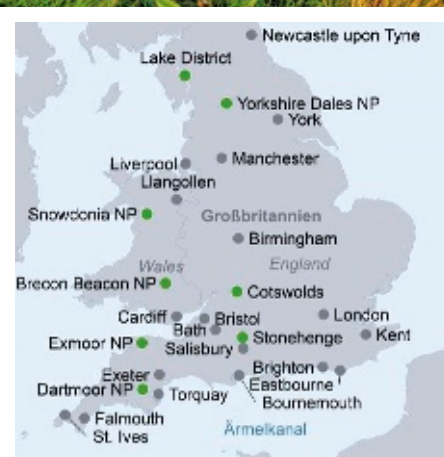 Newcastle upon Tyne
Lake District
Yorkshire Dales NP
York
Liverpool
Manchester
Llangollen
Snowdonia NP
Großbritannien
Birmingham
Wales
England
Brecon Beacon NP
Cotswolds
Cardiff
Bristol
London
Bath
Stonehenge
Kent
Exmoor NP
Salisbury
Exeter
Brighton
Eastbourne
Dartmoor NP
Torquay
Bournemouth
Falmouth
St. Ives
Ärmelkanal